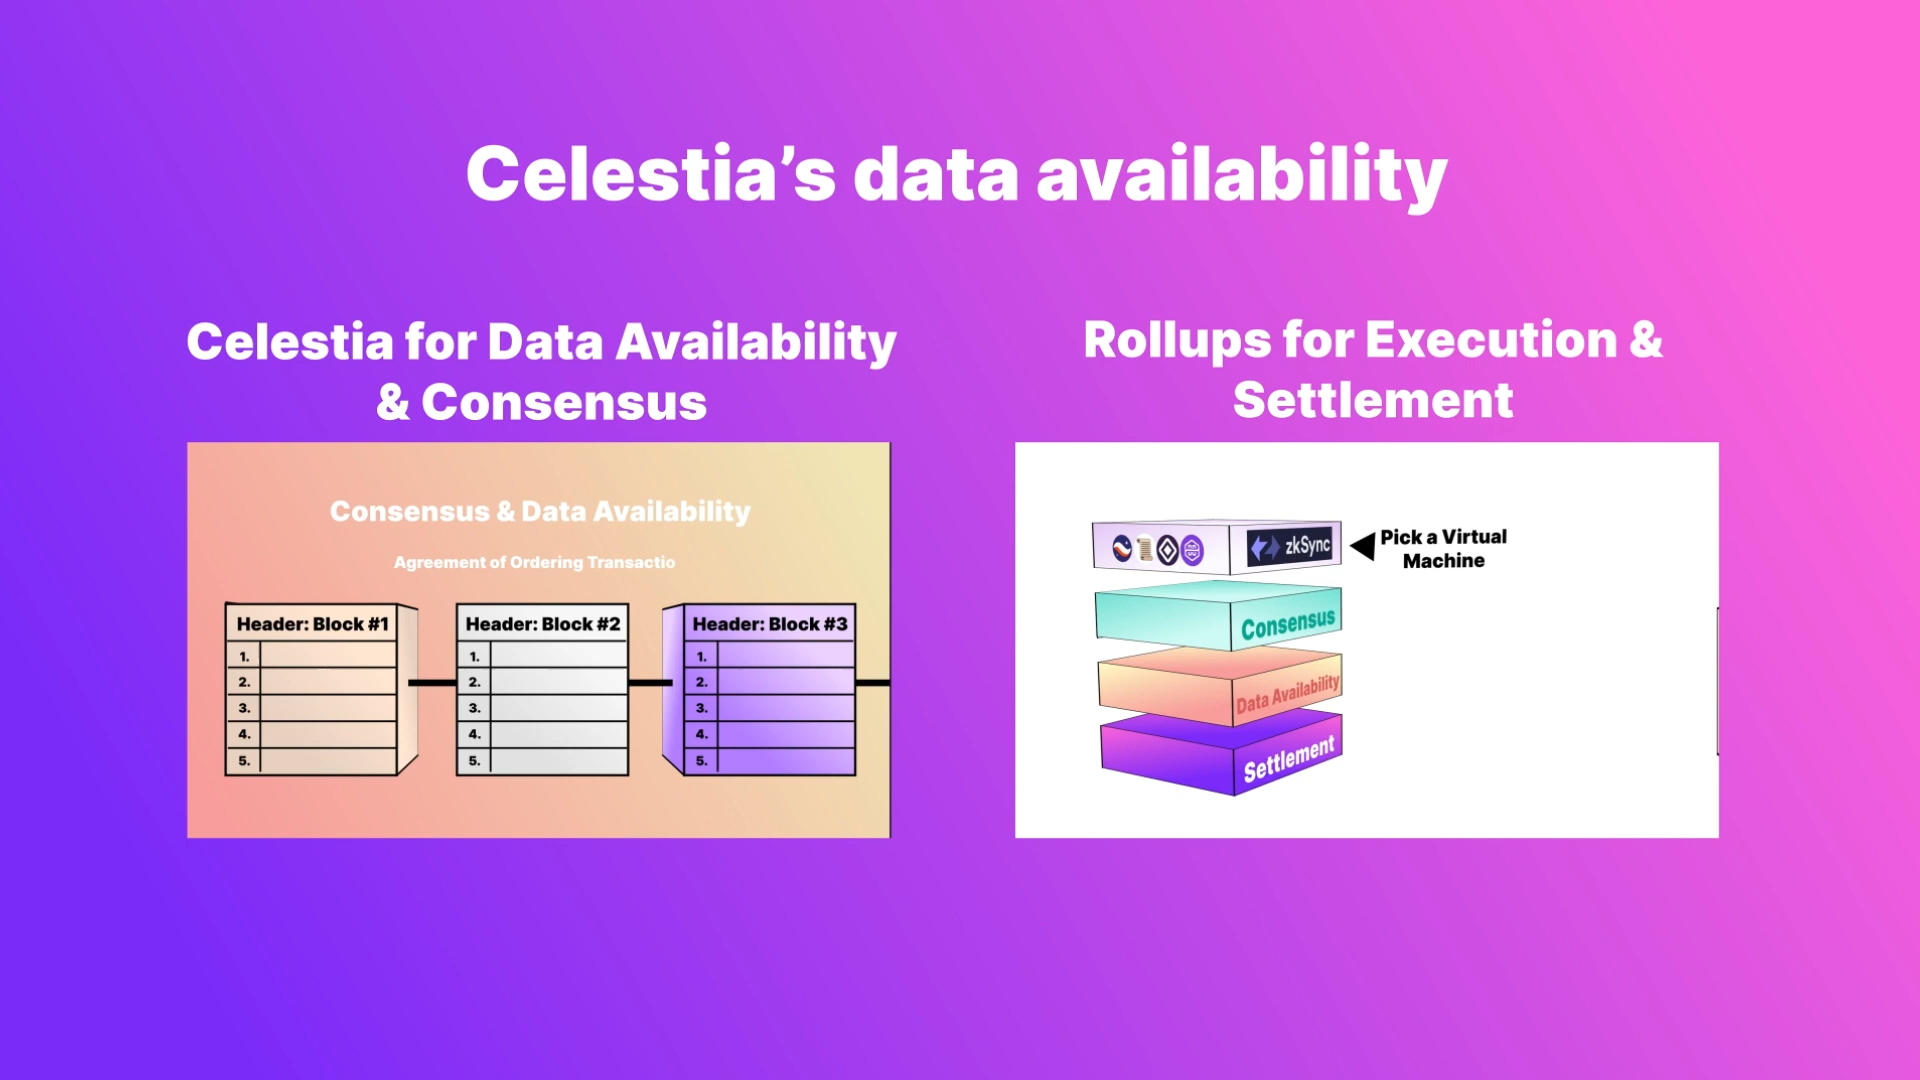 Celestia’s data availability
Celestia for Data Availability
& Consensus
Consensus & Data Availability
Agreement of Ordering Transactio
Header: Block #1
1.
2.
3.
4.
5.
Header: Block #2
1.
2.
3.
4.
5.
Header: Block #3
1.
2.
3.
4.
5.
Rollups for Execution &
Settlement
zkSync
Pick a Virtual
Machine
Consensus
Data Availability
Settlement